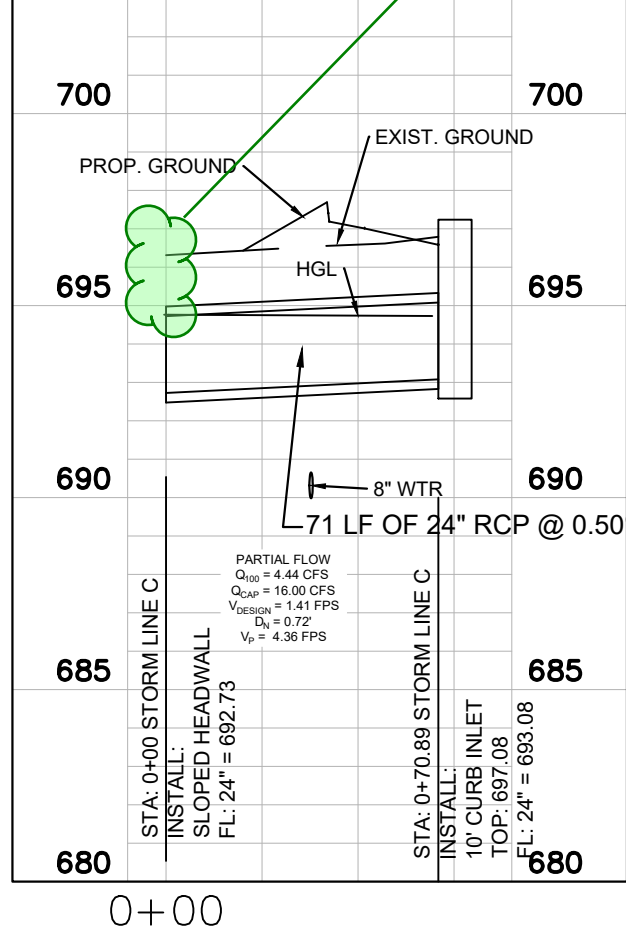 700
700
EXIST. GROUND
PROP. GROUND
HGL
695
695
690
690
8" WTR
71 LF OF 24" RCP @ 0.50
PARTIAL FLOW
Q100 = 4.44 CFS
QCAP = 16.00 CFS
VDESIGN = 1.41 FPS
DN = 0.72'
VP = 4.36 FPS
685
685
STA: 0+00 STORM LINE C
INSTALL:
SLOPED HEADWALL
FL: 24" = 692.73
STA: 0+70.89 STORM LINE C
INSTALL:
10' CURB INLET
TOP: 697.08
FL: 24" = 693.08
680
680
0+00